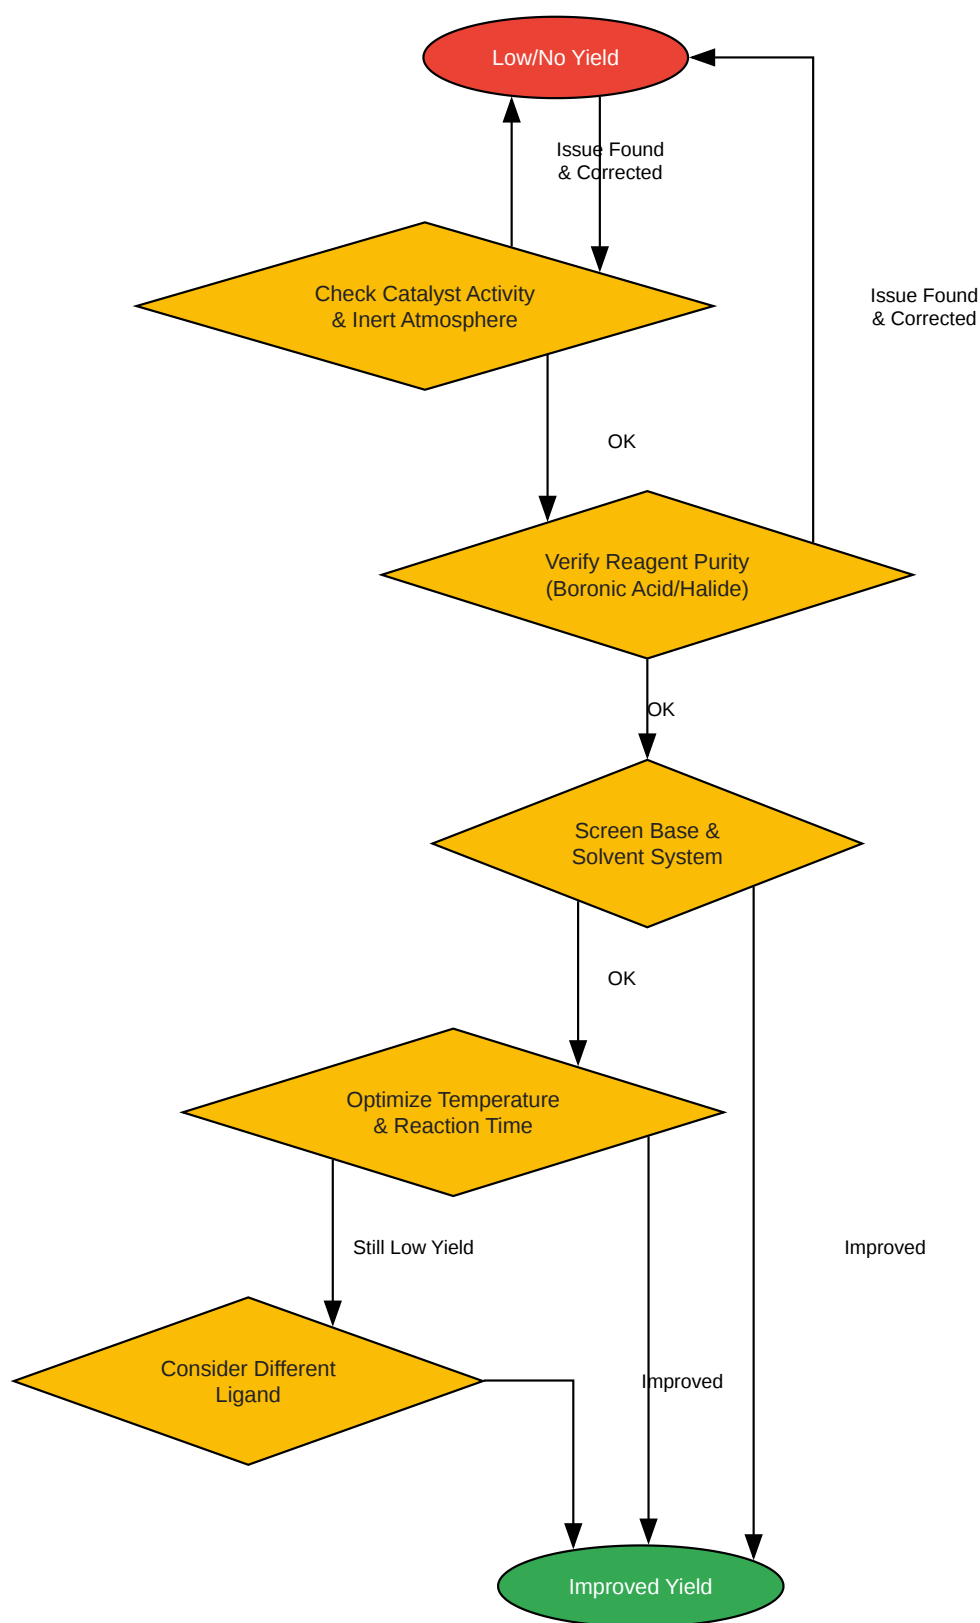 Low/No Yield
Issue Found
& Corrected
Check Catalyst Activity
& Inert Atmosphere
Issue Found
& Corrected
OK
Verify Reagent Purity
(Boronic Acid/Halide)
OK
Screen Base &
Solvent System
OK
Optimize Temperature
& Reaction Time
Still Low Yield
Improved
Consider Different
Ligand
Improved
Improved Yield